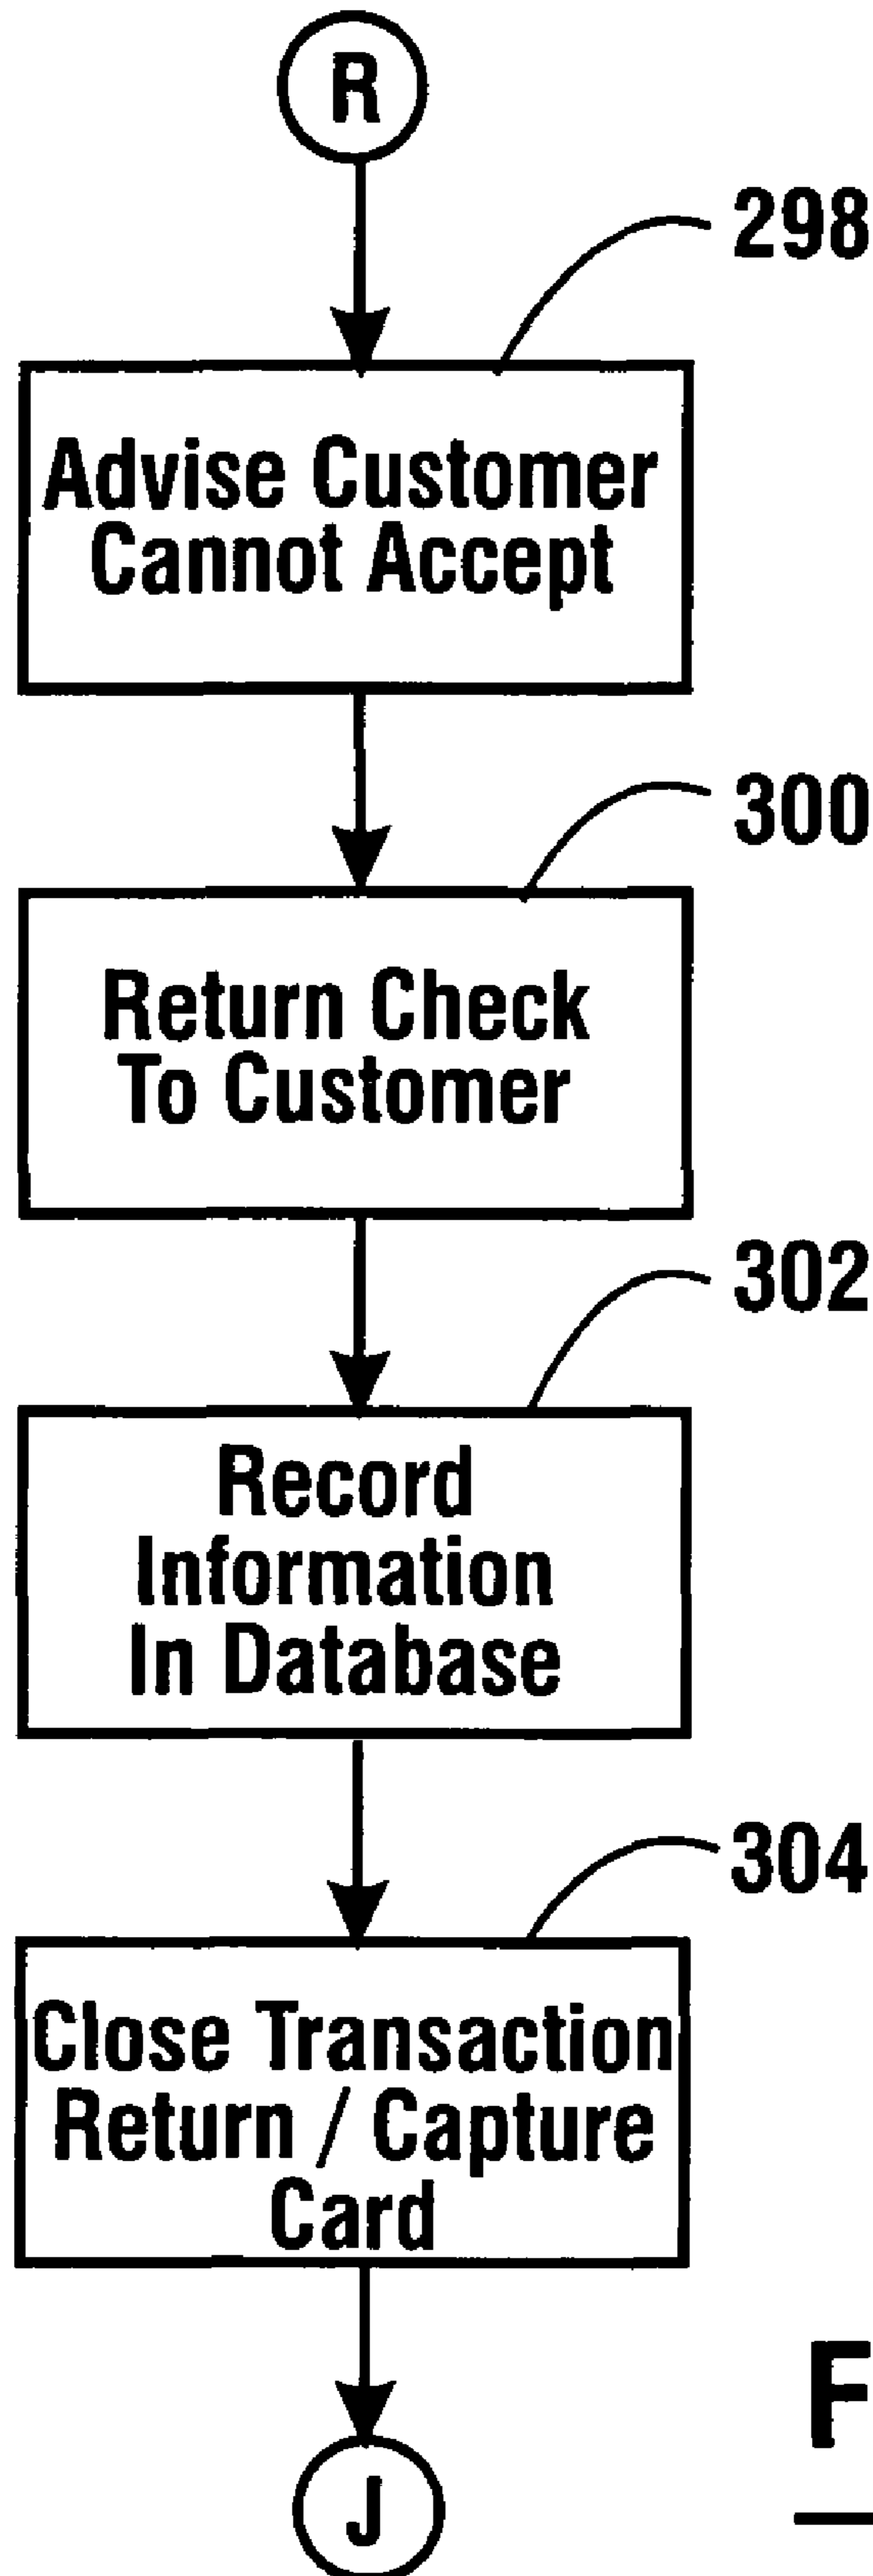 R
298
Advise Customer
Cannot Accept
300
Return Check
To Customer
302
Record
Information
In Database
304
Close Transaction
Return / Capture
Card
F
J